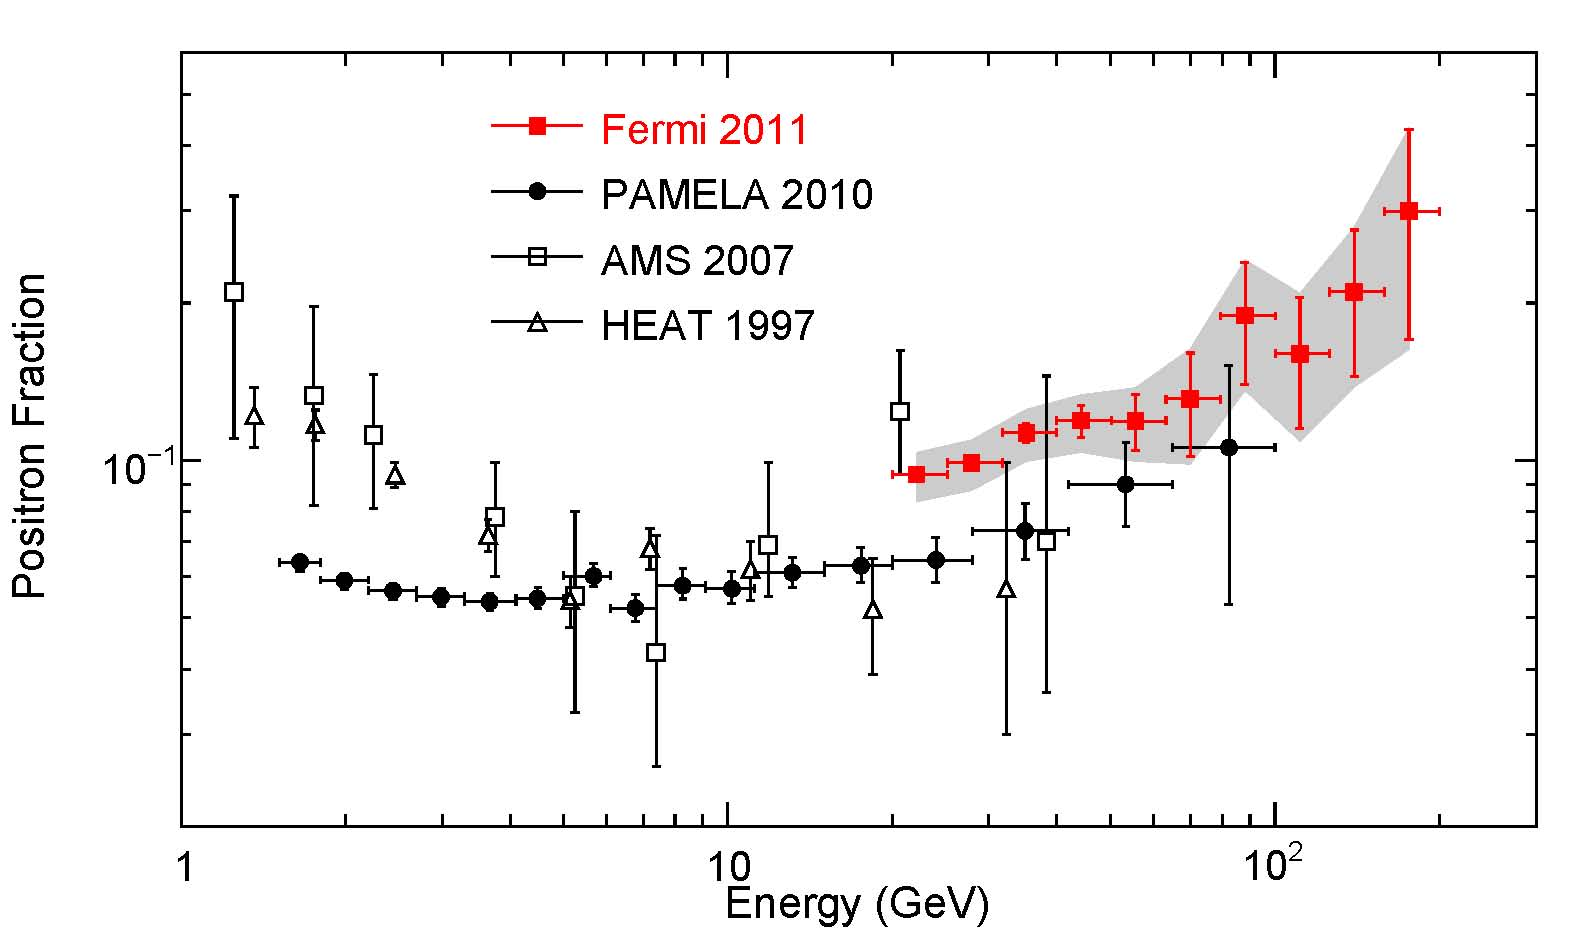 Fermi 2011
PAMELA 2010
AMS 2007
HEAT 1997
Positron Fraction
10⁻¹
1
10
10²
Energy (GeV)